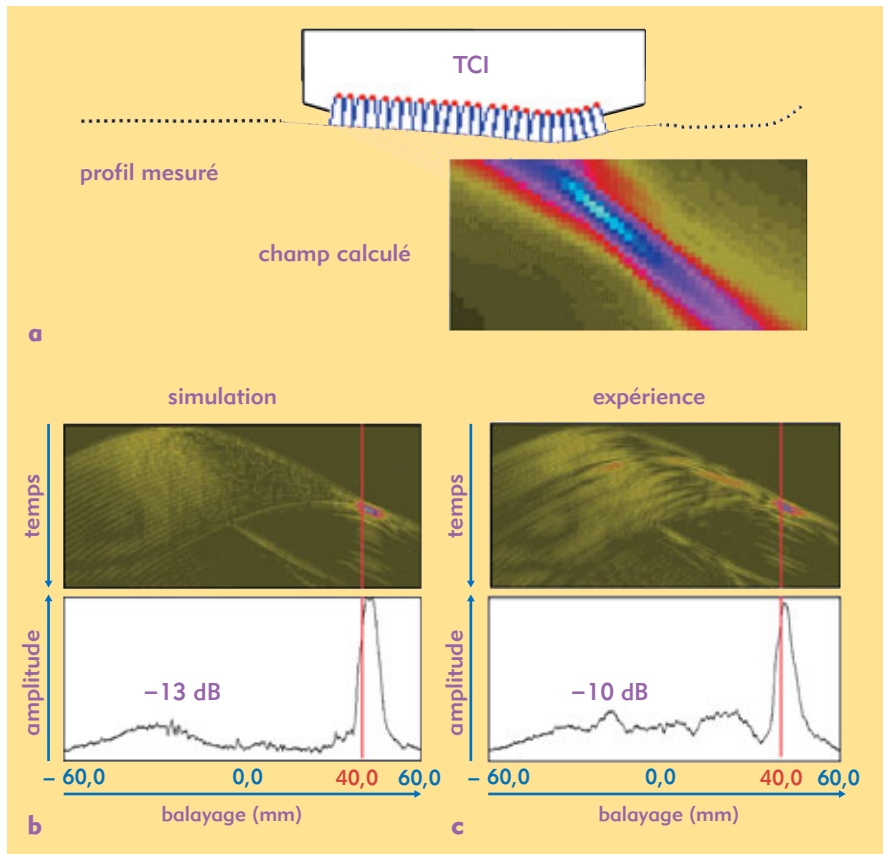 TCI
profil mesuré
champ calculé
a
simulation
expérience
temps
temps
amplitude
–13 dB
amplitude
–10 dB
– 60,0 0,0 40,0 60,0
– 60,0 0,0 40,0 60,0
balayage (mm)
balayage (mm)
b
c